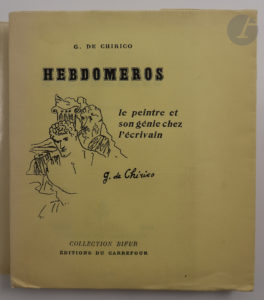 G. DE CHIRICO
HEBDOMEROS
le peintre et
son génie chez
l'écrivain
g. de Chirico
COLLECTION BIFUR
EDITIONS DU CARREFOUR